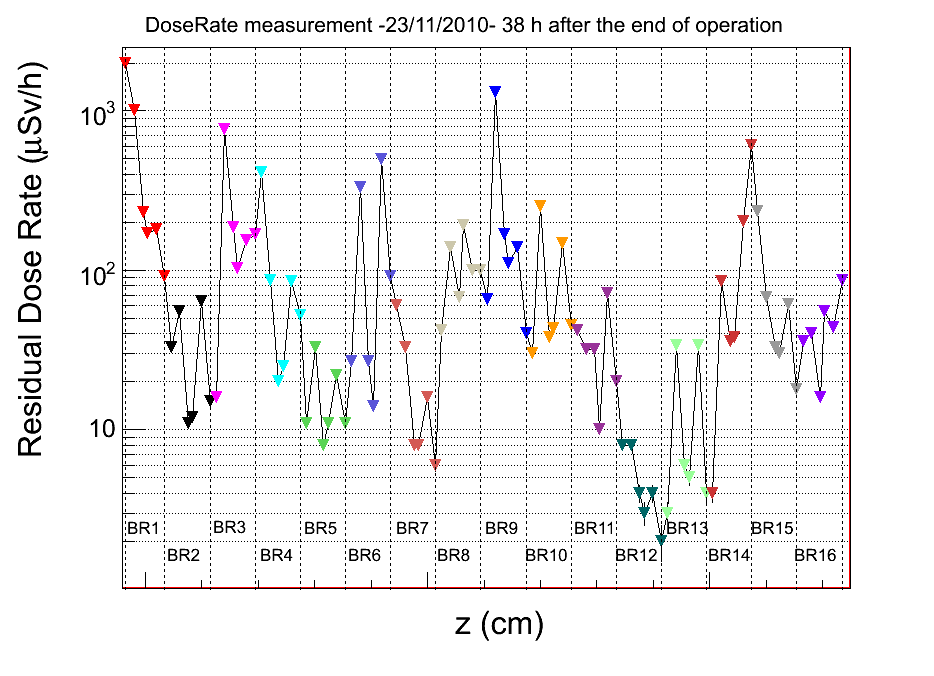 DoseRate measurement -23/11/2010- 38 h after the end of operation
Residual Dose Rate (μSv/h)
10³
10²
10
BR1
BR3
BR5
BR7
BR9
BR11
BR13
BR15
BR2
BR4
BR6
BR8
BR10
BR12
BR14
BR16
z (cm)